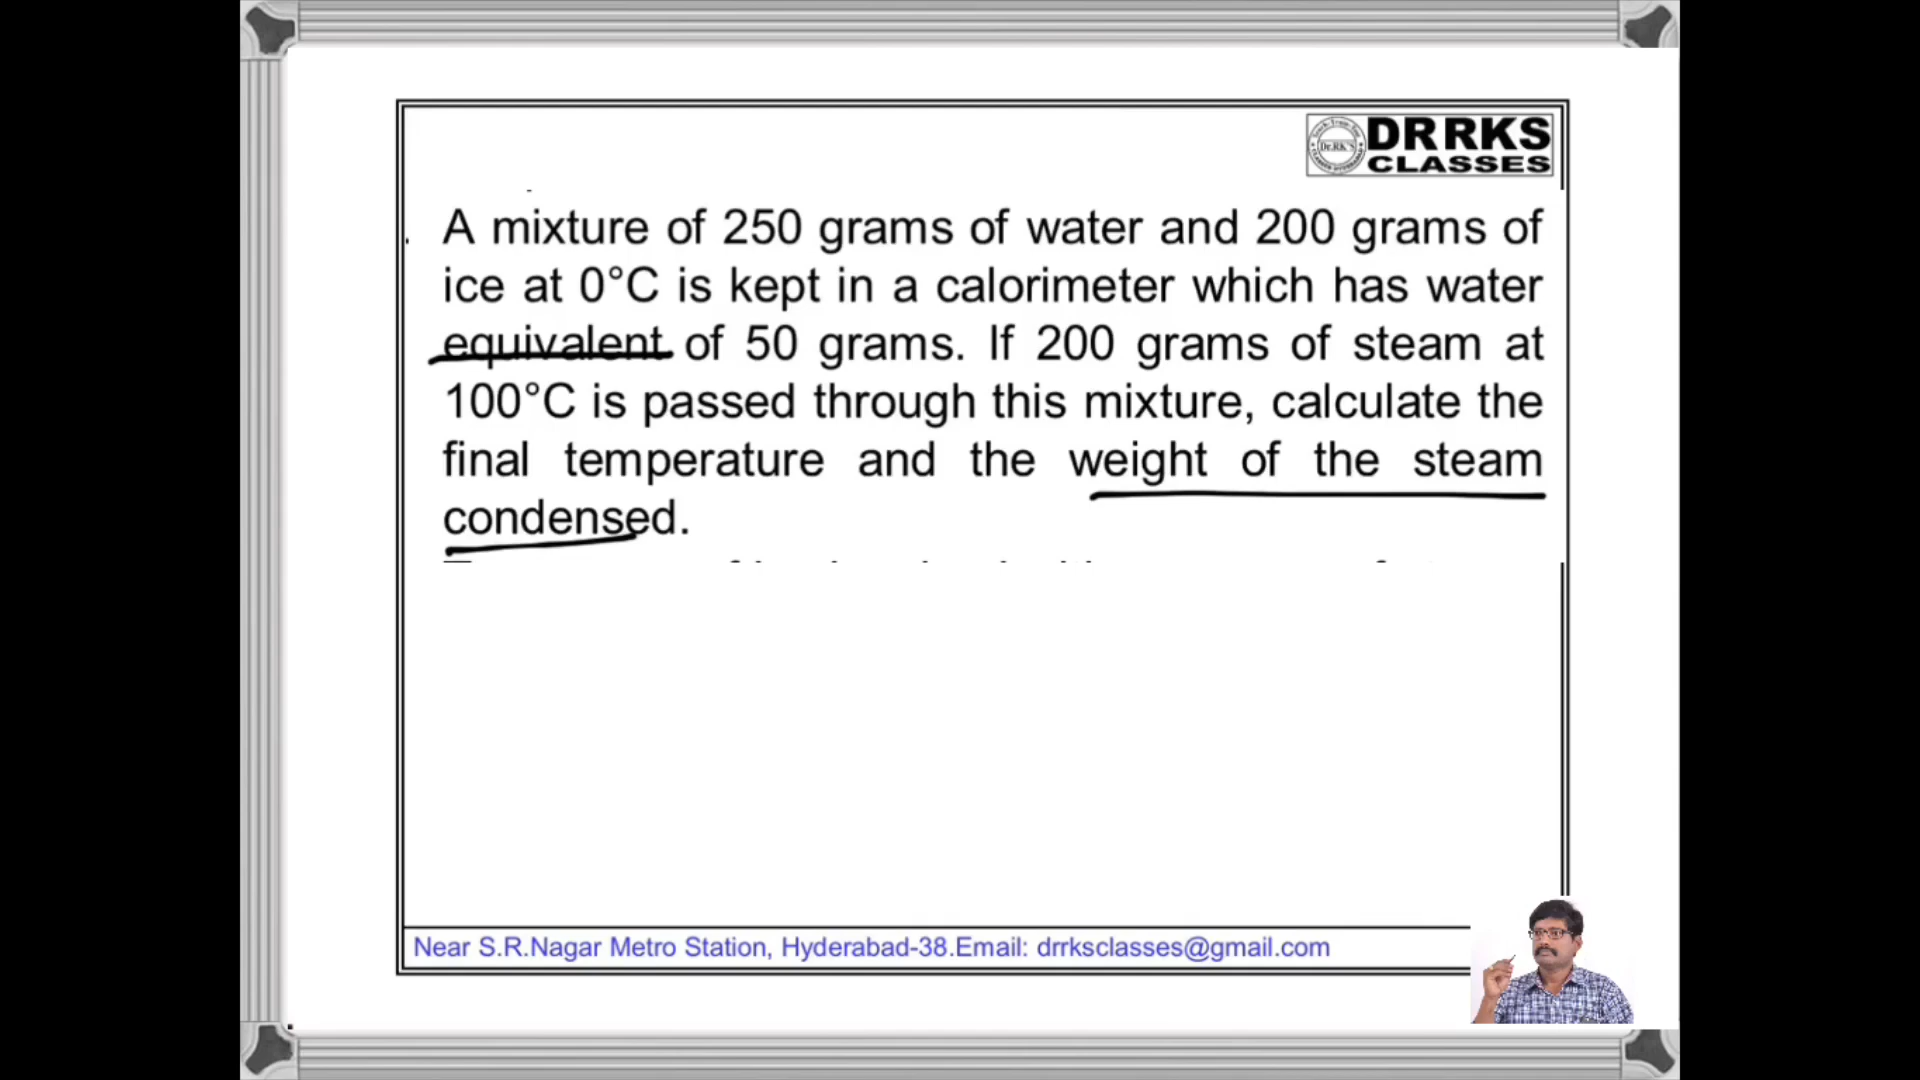 DRRKS
CLASSES
Dr.RK'S
. A mixture of 250 grams of water and 200 grams of
ice at 0°C is kept in a calorimeter which has water
equivalent of 50 grams. If 200 grams of steam at
100°C is passed through this mixture, calculate the
final temperature and the weight of the steam
condensed.
Near S.R.Nagar Metro Station, Hyderabad-38.Email: drrksclasses@gmail.com